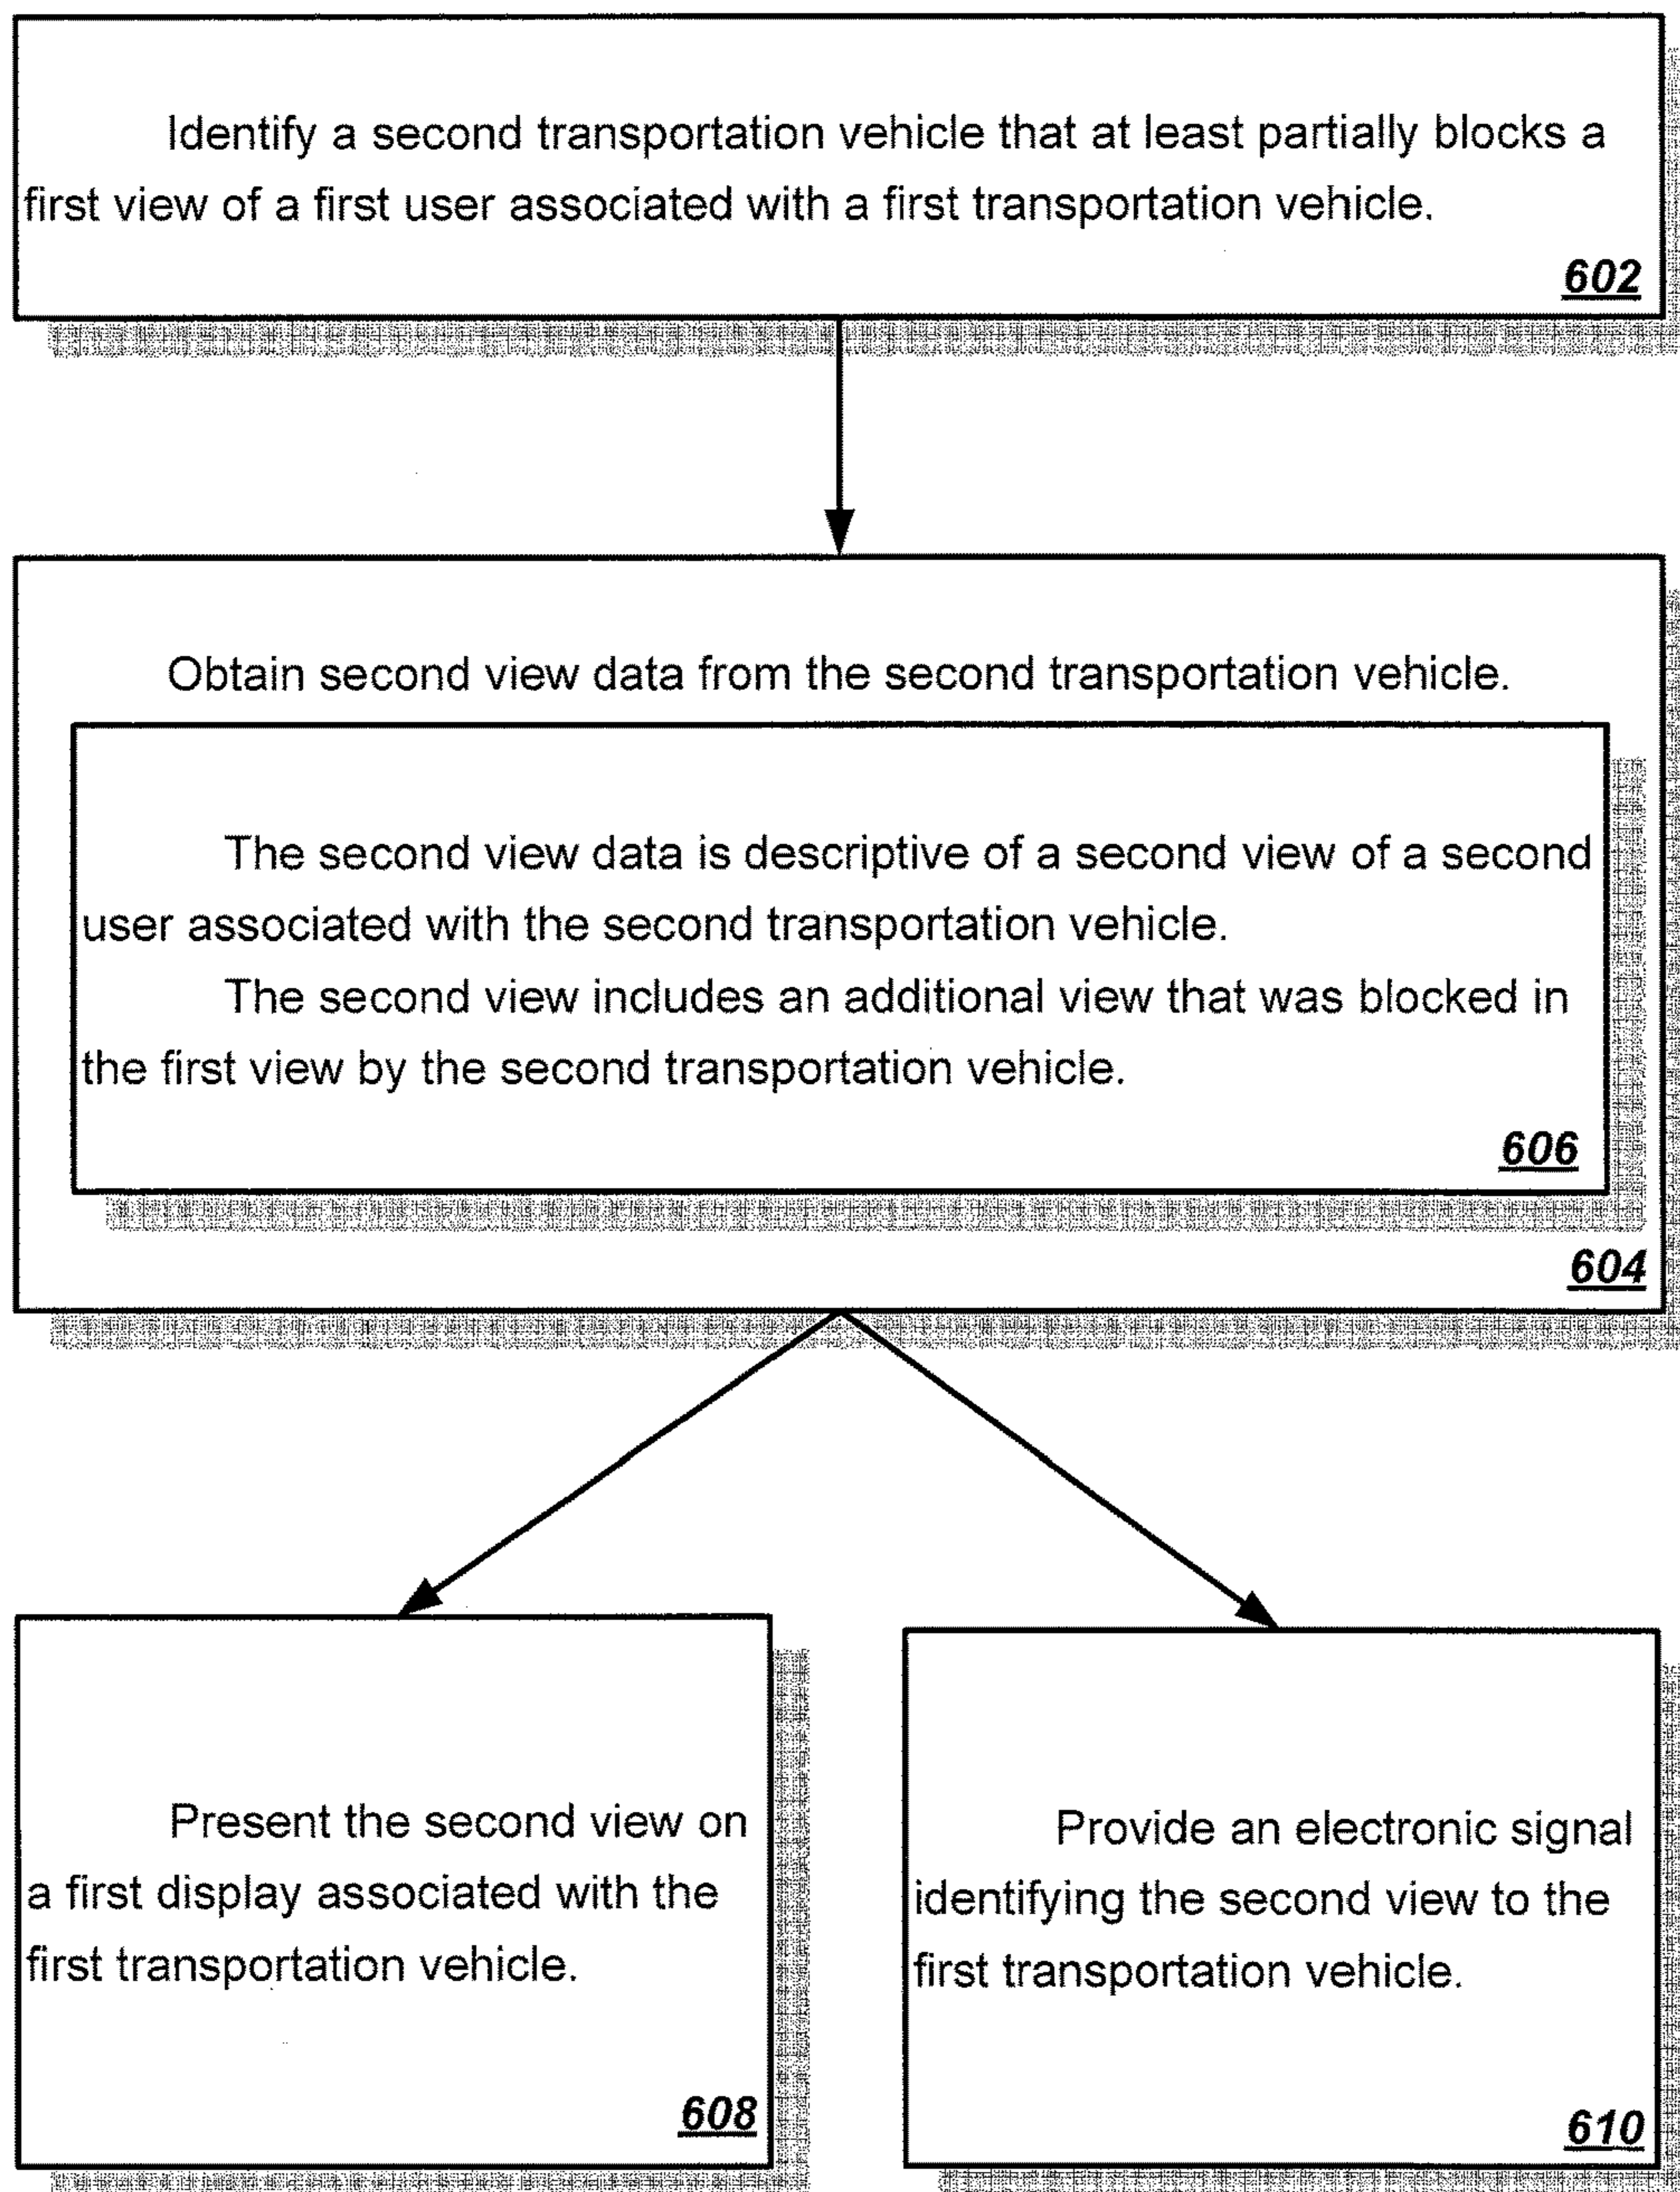 Identify a second transportation vehicle that at least partially blocks a
first view of a first user associated with a first transportation vehicle.
602
Obtain second view data from the second transportation vehicle.
The second view data is descriptive of a second view of a second
user associated with the second transportation vehicle.
The second view includes an additional view that was blocked in
the first view by the second transportation vehicle.
606
604
Present the second view on
a first display associated with the
first transportation vehicle.
608
Provide an electronic signal
identifying the second view to the
first transportation vehicle.
610